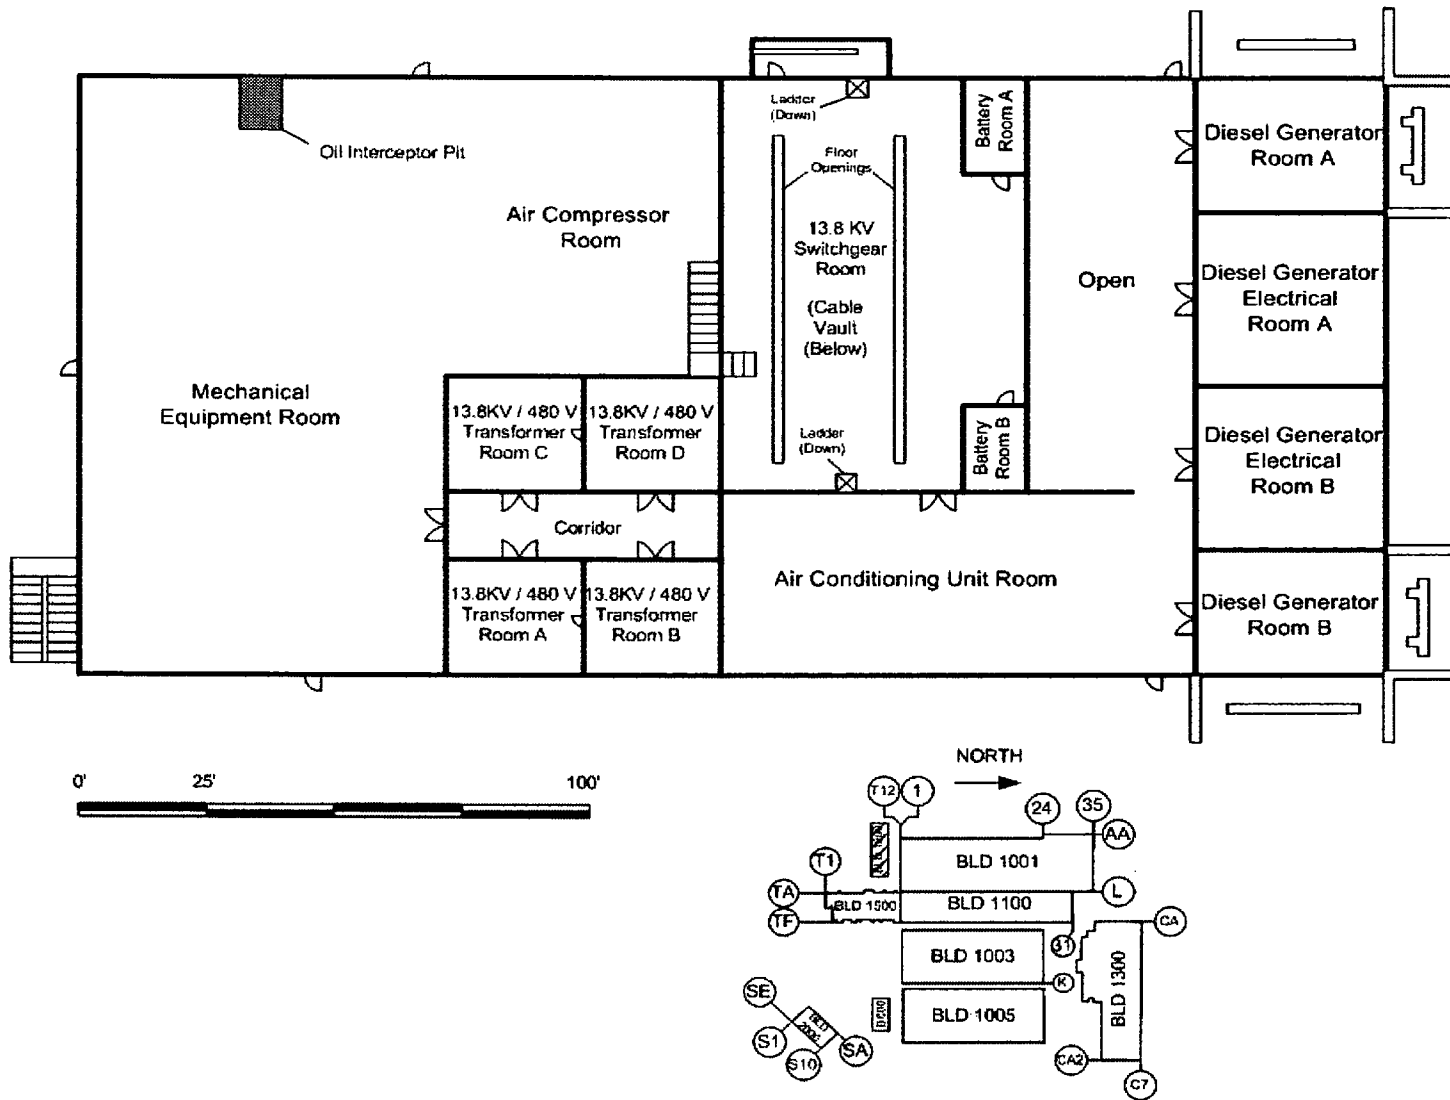 Ladder
(Down)
Battery
Room A
Diesel Generator
Room A
Oil Interceptor Pit
Floor
Openings
Air Compressor
Room
13.8 KV
Switchgear
Room
(Cable
Vault
(Below)
Open
Diesel Generator
Electrical
Room A
Mechanical
Equipment Room
13.8KV / 480 V
Transformer
Room C
13.8KV / 480 V
Transformer
Room D
Ladder
(Down)
Battery
Room B
Diesel Generator
Electrical
Room B
Corridor
Air Conditioning Unit Room
13.8KV / 480 V
Transformer
Room A
13.8KV / 480 V
Transformer
Room B
Diesel Generator
Room B
0' 25' 100'
NORTH
T12
1
24
35
AA
BLD 1001
T1
TA
BLD 1500
BLD 1100
L
TF
CA
31
BLD 1003
K
BLD 1300
SE
BLD
S1
S10
SA
BLD 1005
CA2
C7